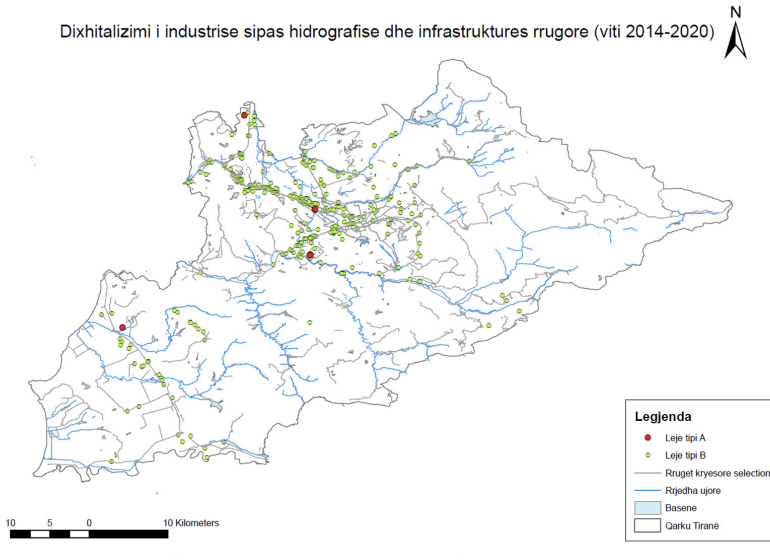 Dixhitalizimi i industrise sipas hidrografise dhe infrastruktures rrugore (viti 2014-2020)
N
Legjenda
Leje tipi A
Leje tipi B
Rruget kryesore selection
Rrjedha ujore
Basene
Qarku Tiranë
10 5 0 10 Kilometers